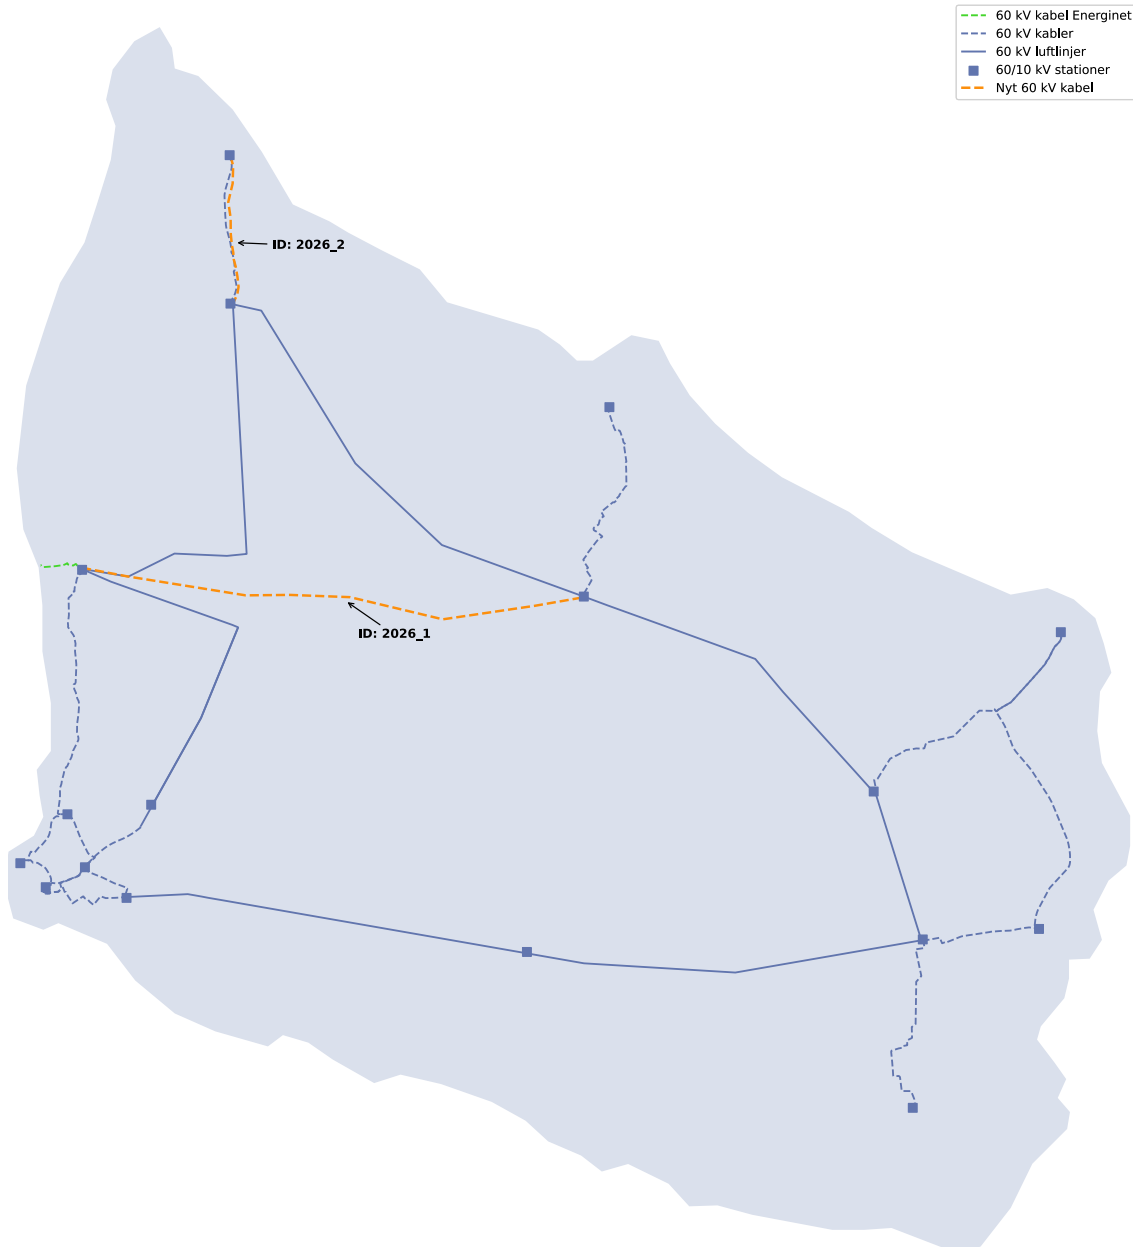 60 kV kabel Energinet
60 kV kabler
60 kV luftlinjer
60/10 kV stationer
Nyt 60 kV kabel
ID: 2026_2
ID: 2026_1